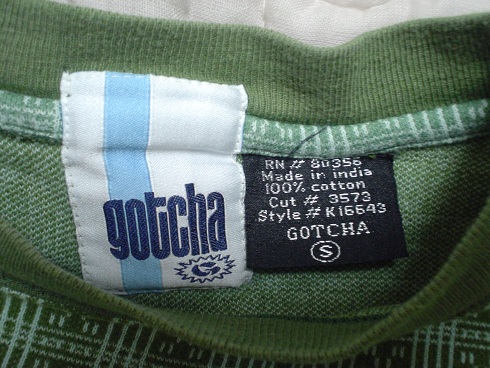 gotcha
G
RN # 80356
Made in india
100% cotton
Cut # 3573
Style # K16643
GOTCHA
S